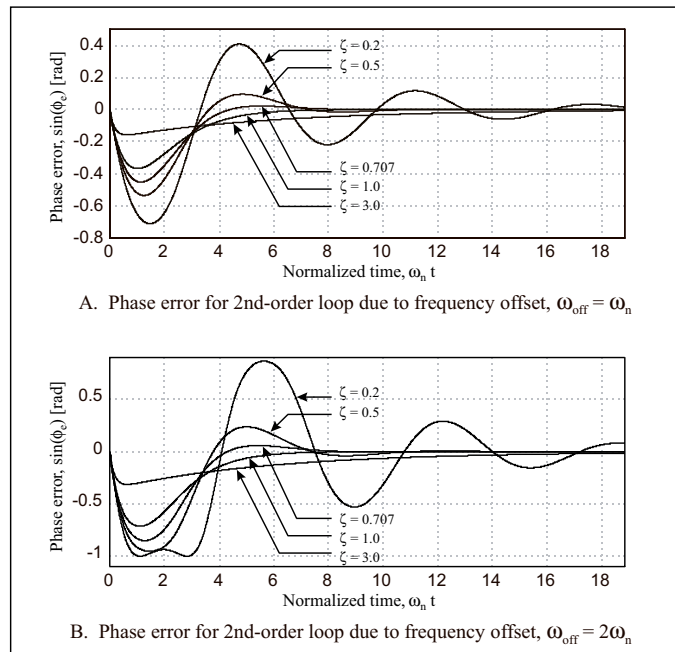 Phase error, sin(ϕe) [rad]
0.4
0.2
0
-0.2
-0.4
-0.6
-0.8
ζ = 0.2
ζ = 0.5
ζ = 0.707
ζ = 1.0
ζ = 3.0
0 2 4 6 8 10 12 14 16 18
Normalized time, ωn t
A. Phase error for 2nd-order loop due to frequency offset, ωoff = ωn
Phase error, sin(ϕe) [rad]
0.5
0
-0.5
-1
ζ = 0.2
ζ = 0.5
ζ = 0.707
ζ = 1.0
ζ = 3.0
0 2 4 6 8 10 12 14 16 18
Normalized time, ωn t
B. Phase error for 2nd-order loop due to frequency offset, ωoff = 2ωn